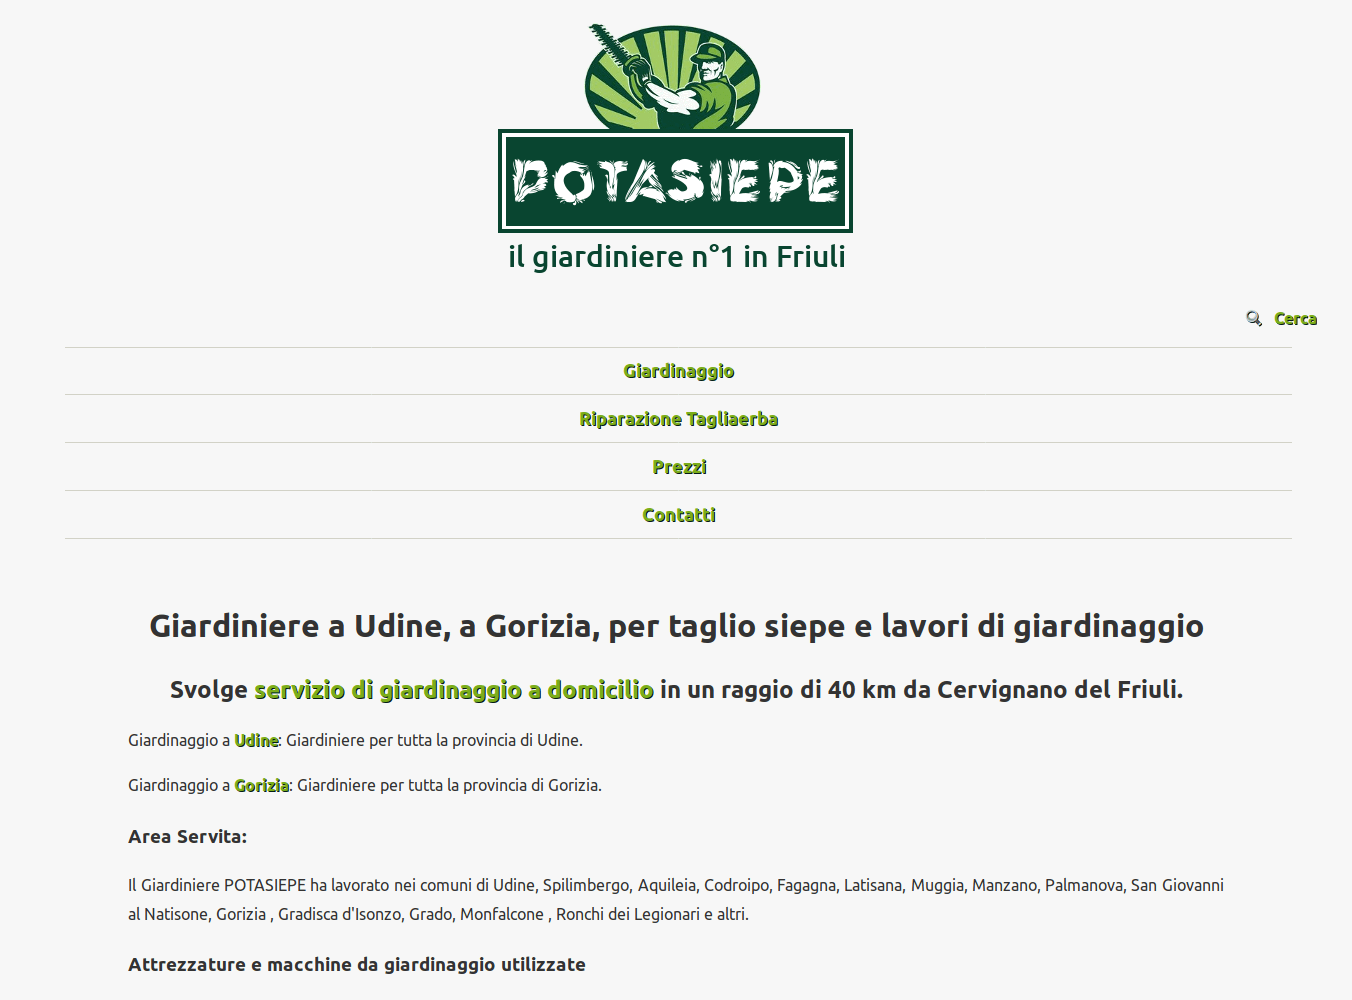 POTASIEPE
il giardiniere n°1 in Friuli
Cerca
Giardinaggio
Riparazione Tagliaerba
Prezzi
Contatti
Giardiniere a Udine, a Gorizia, per taglio siepe e lavori di giardinaggio
Svolge servizio di giardinaggio a domicilio in un raggio di 40 km da Cervignano del Friuli.
Giardinaggio a Udine: Giardiniere per tutta la provincia di Udine.
Giardinaggio a Gorizia: Giardiniere per tutta la provincia di Gorizia.
Area Servita:
Il Giardiniere POTASIEPE ha lavorato nei comuni di Udine, Spilimbergo, Aquileia, Codroipo, Fagagna, Latisana, Muggia, Manzano, Palmanova, San Giovanni
al Natisone, Gorizia , Gradisca d'Isonzo, Grado, Monfalcone , Ronchi dei Legionari e altri.
Attrezzature e macchine da giardinaggio utilizzate